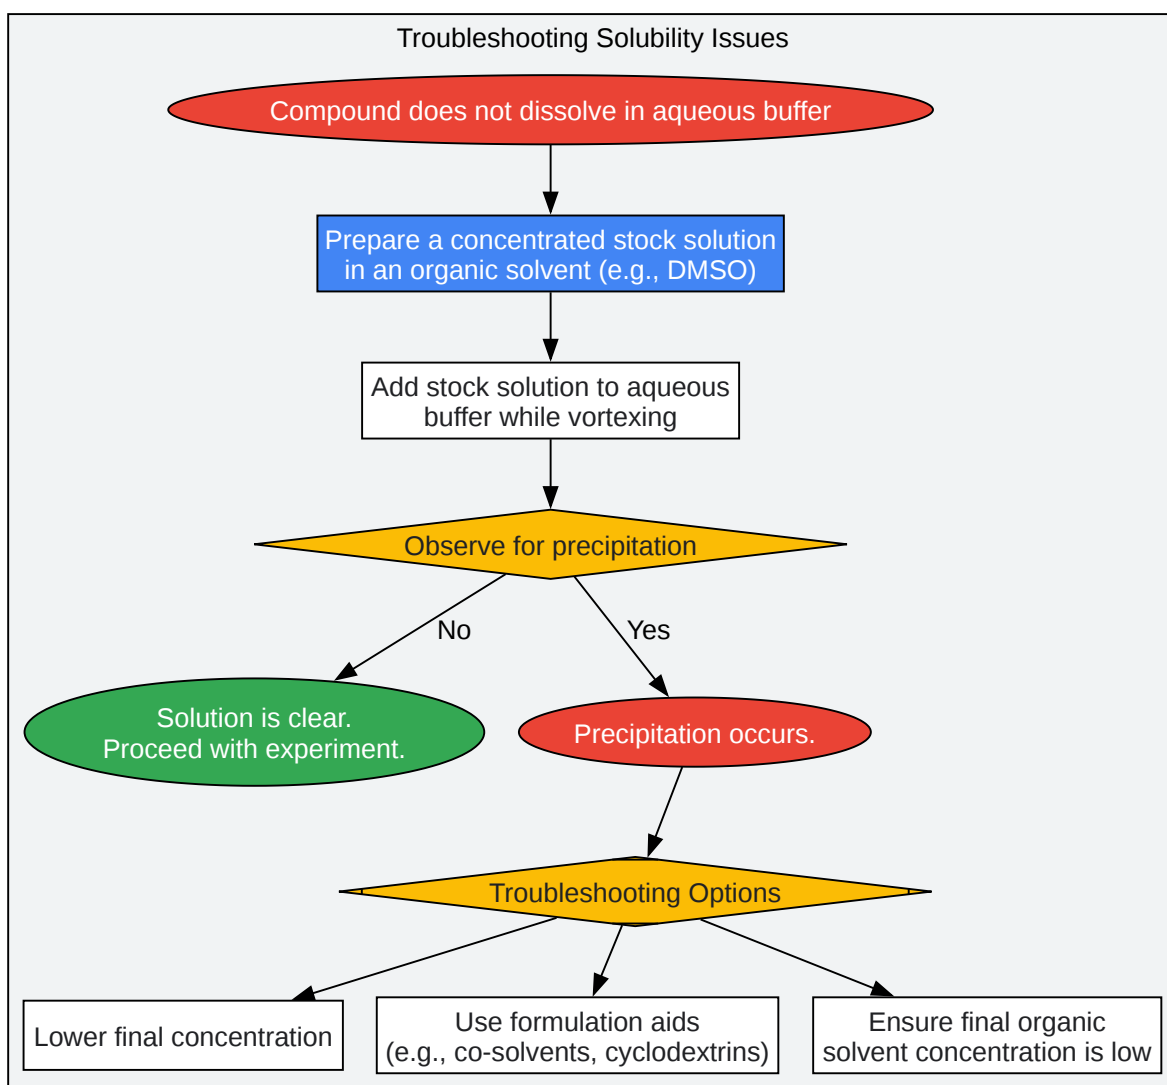 Troubleshooting Solubility Issues
Compound does not dissolve in aqueous buffer
Prepare a concentrated stock solution
in an organic solvent (e.g., DMSO)
Add stock solution to aqueous
buffer while vortexing
Observe for precipitation
No
Yes
Solution is clear.
Proceed with experiment.
Precipitation occurs.
Troubleshooting Options
Lower final concentration
Use formulation aids
(e.g., co-solvents, cyclodextrins)
Ensure final organic
solvent concentration is low